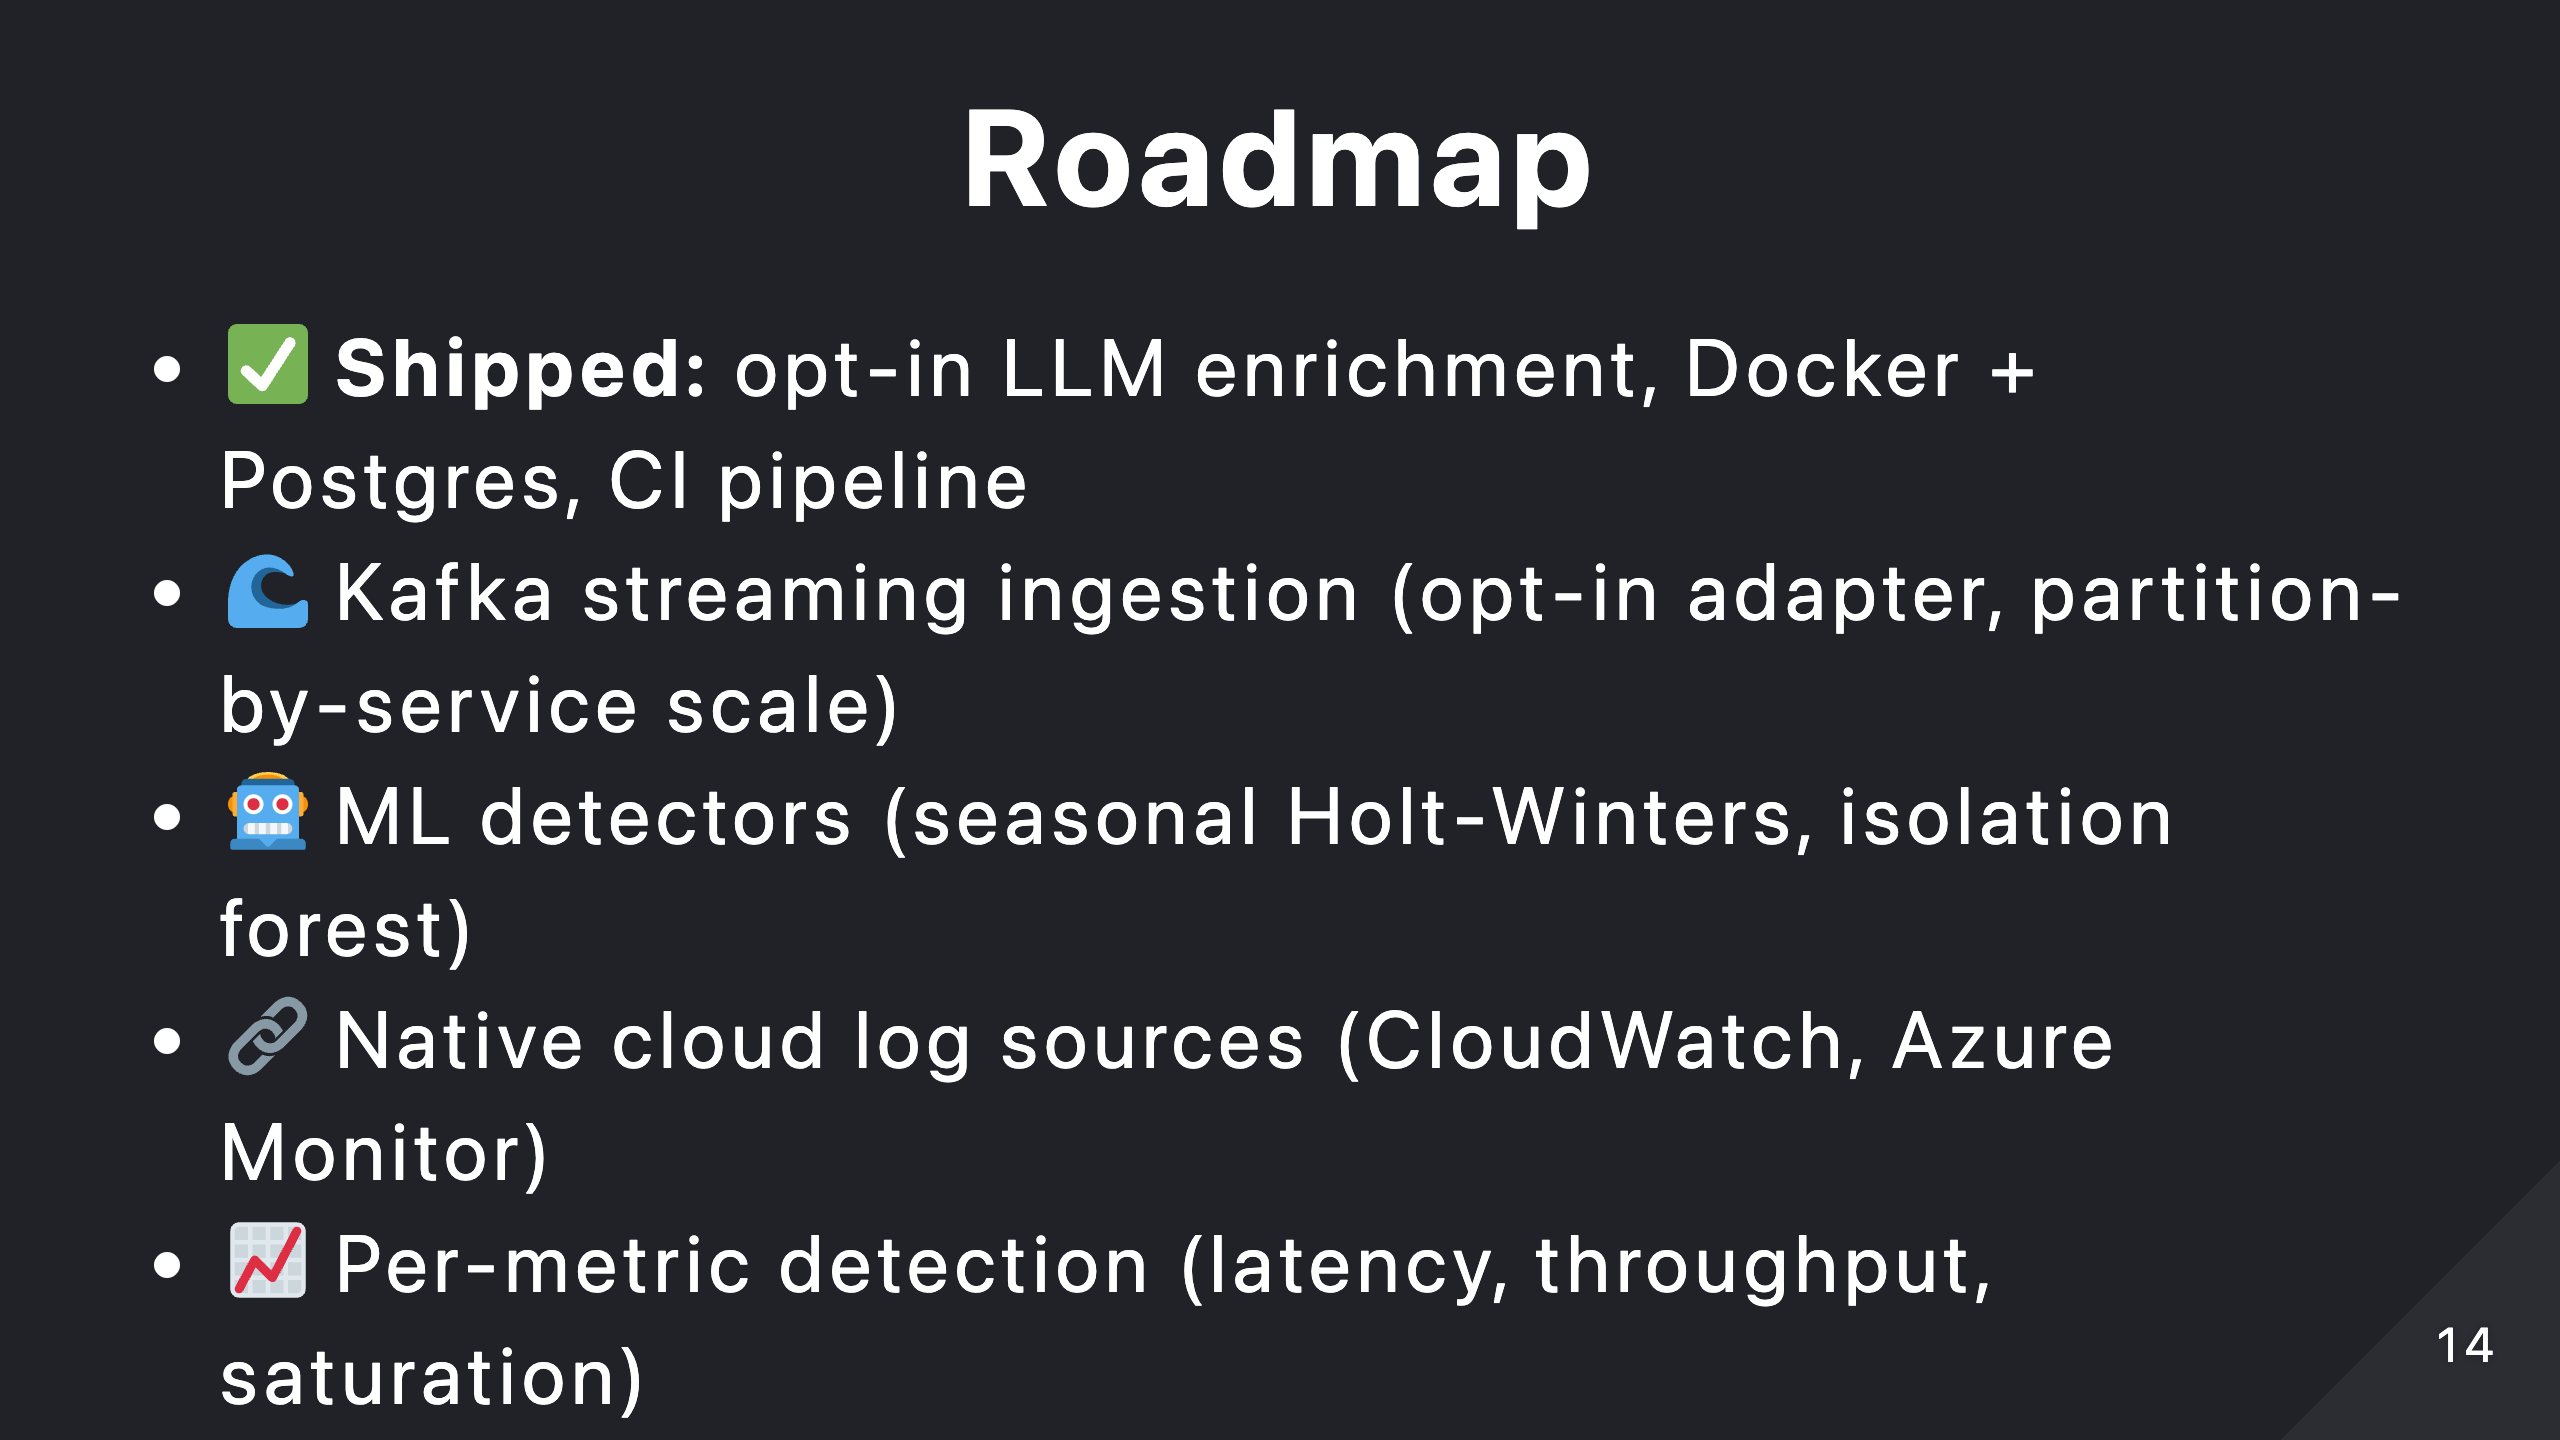 Roadmap
• ✅ Shipped: opt-in LLM enrichment, Docker +
Postgres, CI pipeline
• 🌊 Kafka streaming ingestion (opt-in adapter, partition-
by-service scale)
• 🤖 ML detectors (seasonal Holt-Winters, isolation
forest)
• 🔗 Native cloud log sources (CloudWatch, Azure
Monitor)
• 📈 Per-metric detection (latency, throughput,
saturation)
14